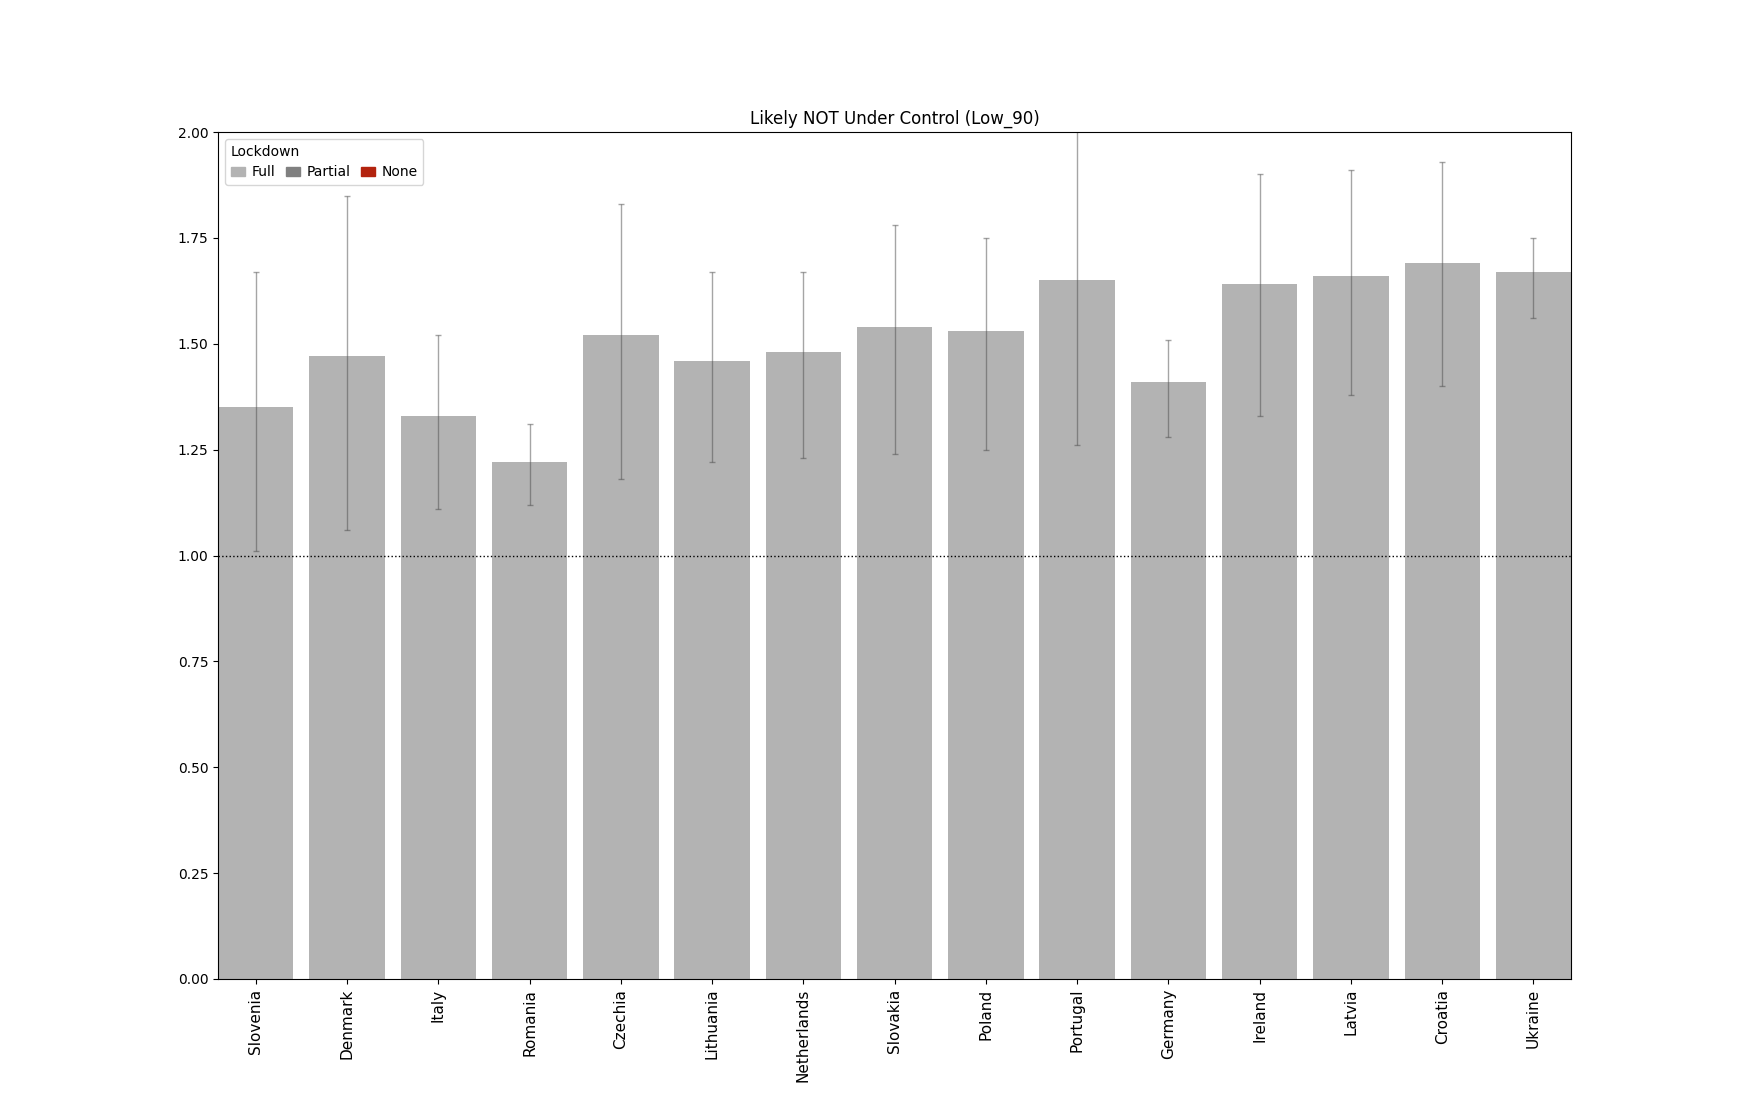 Likely NOT Under Control (Low_90)
2.00
1.75
1.50
1.25
1.00
0.75
0.50
0.25
0.00
Lockdown
Full Partial None
Slovenia
Denmark
Italy
Romania
Czechia
Lithuania
Netherlands
Slovakia
Poland
Portugal
Germany
Ireland
Latvia
Croatia
Ukraine